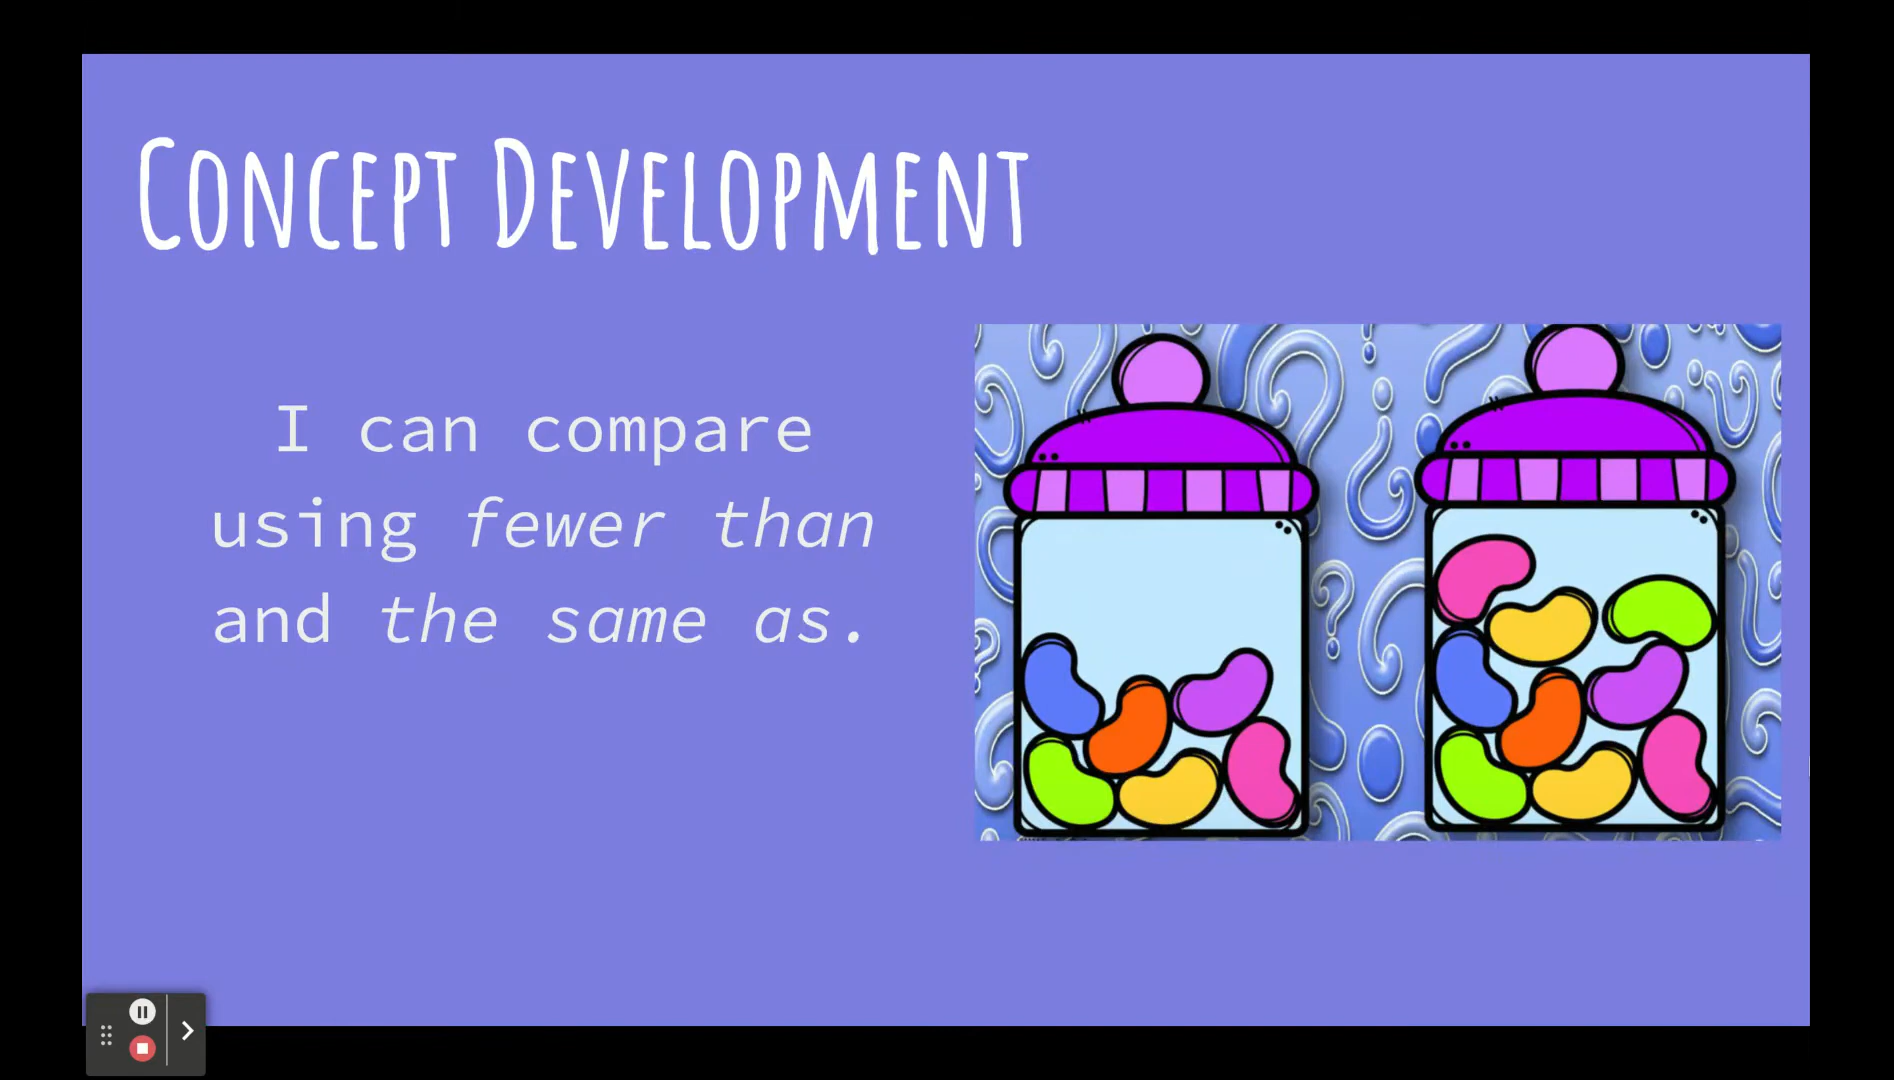 CONCEPT DEVELOPMENT
I can compare
using fewer than
and the same as.